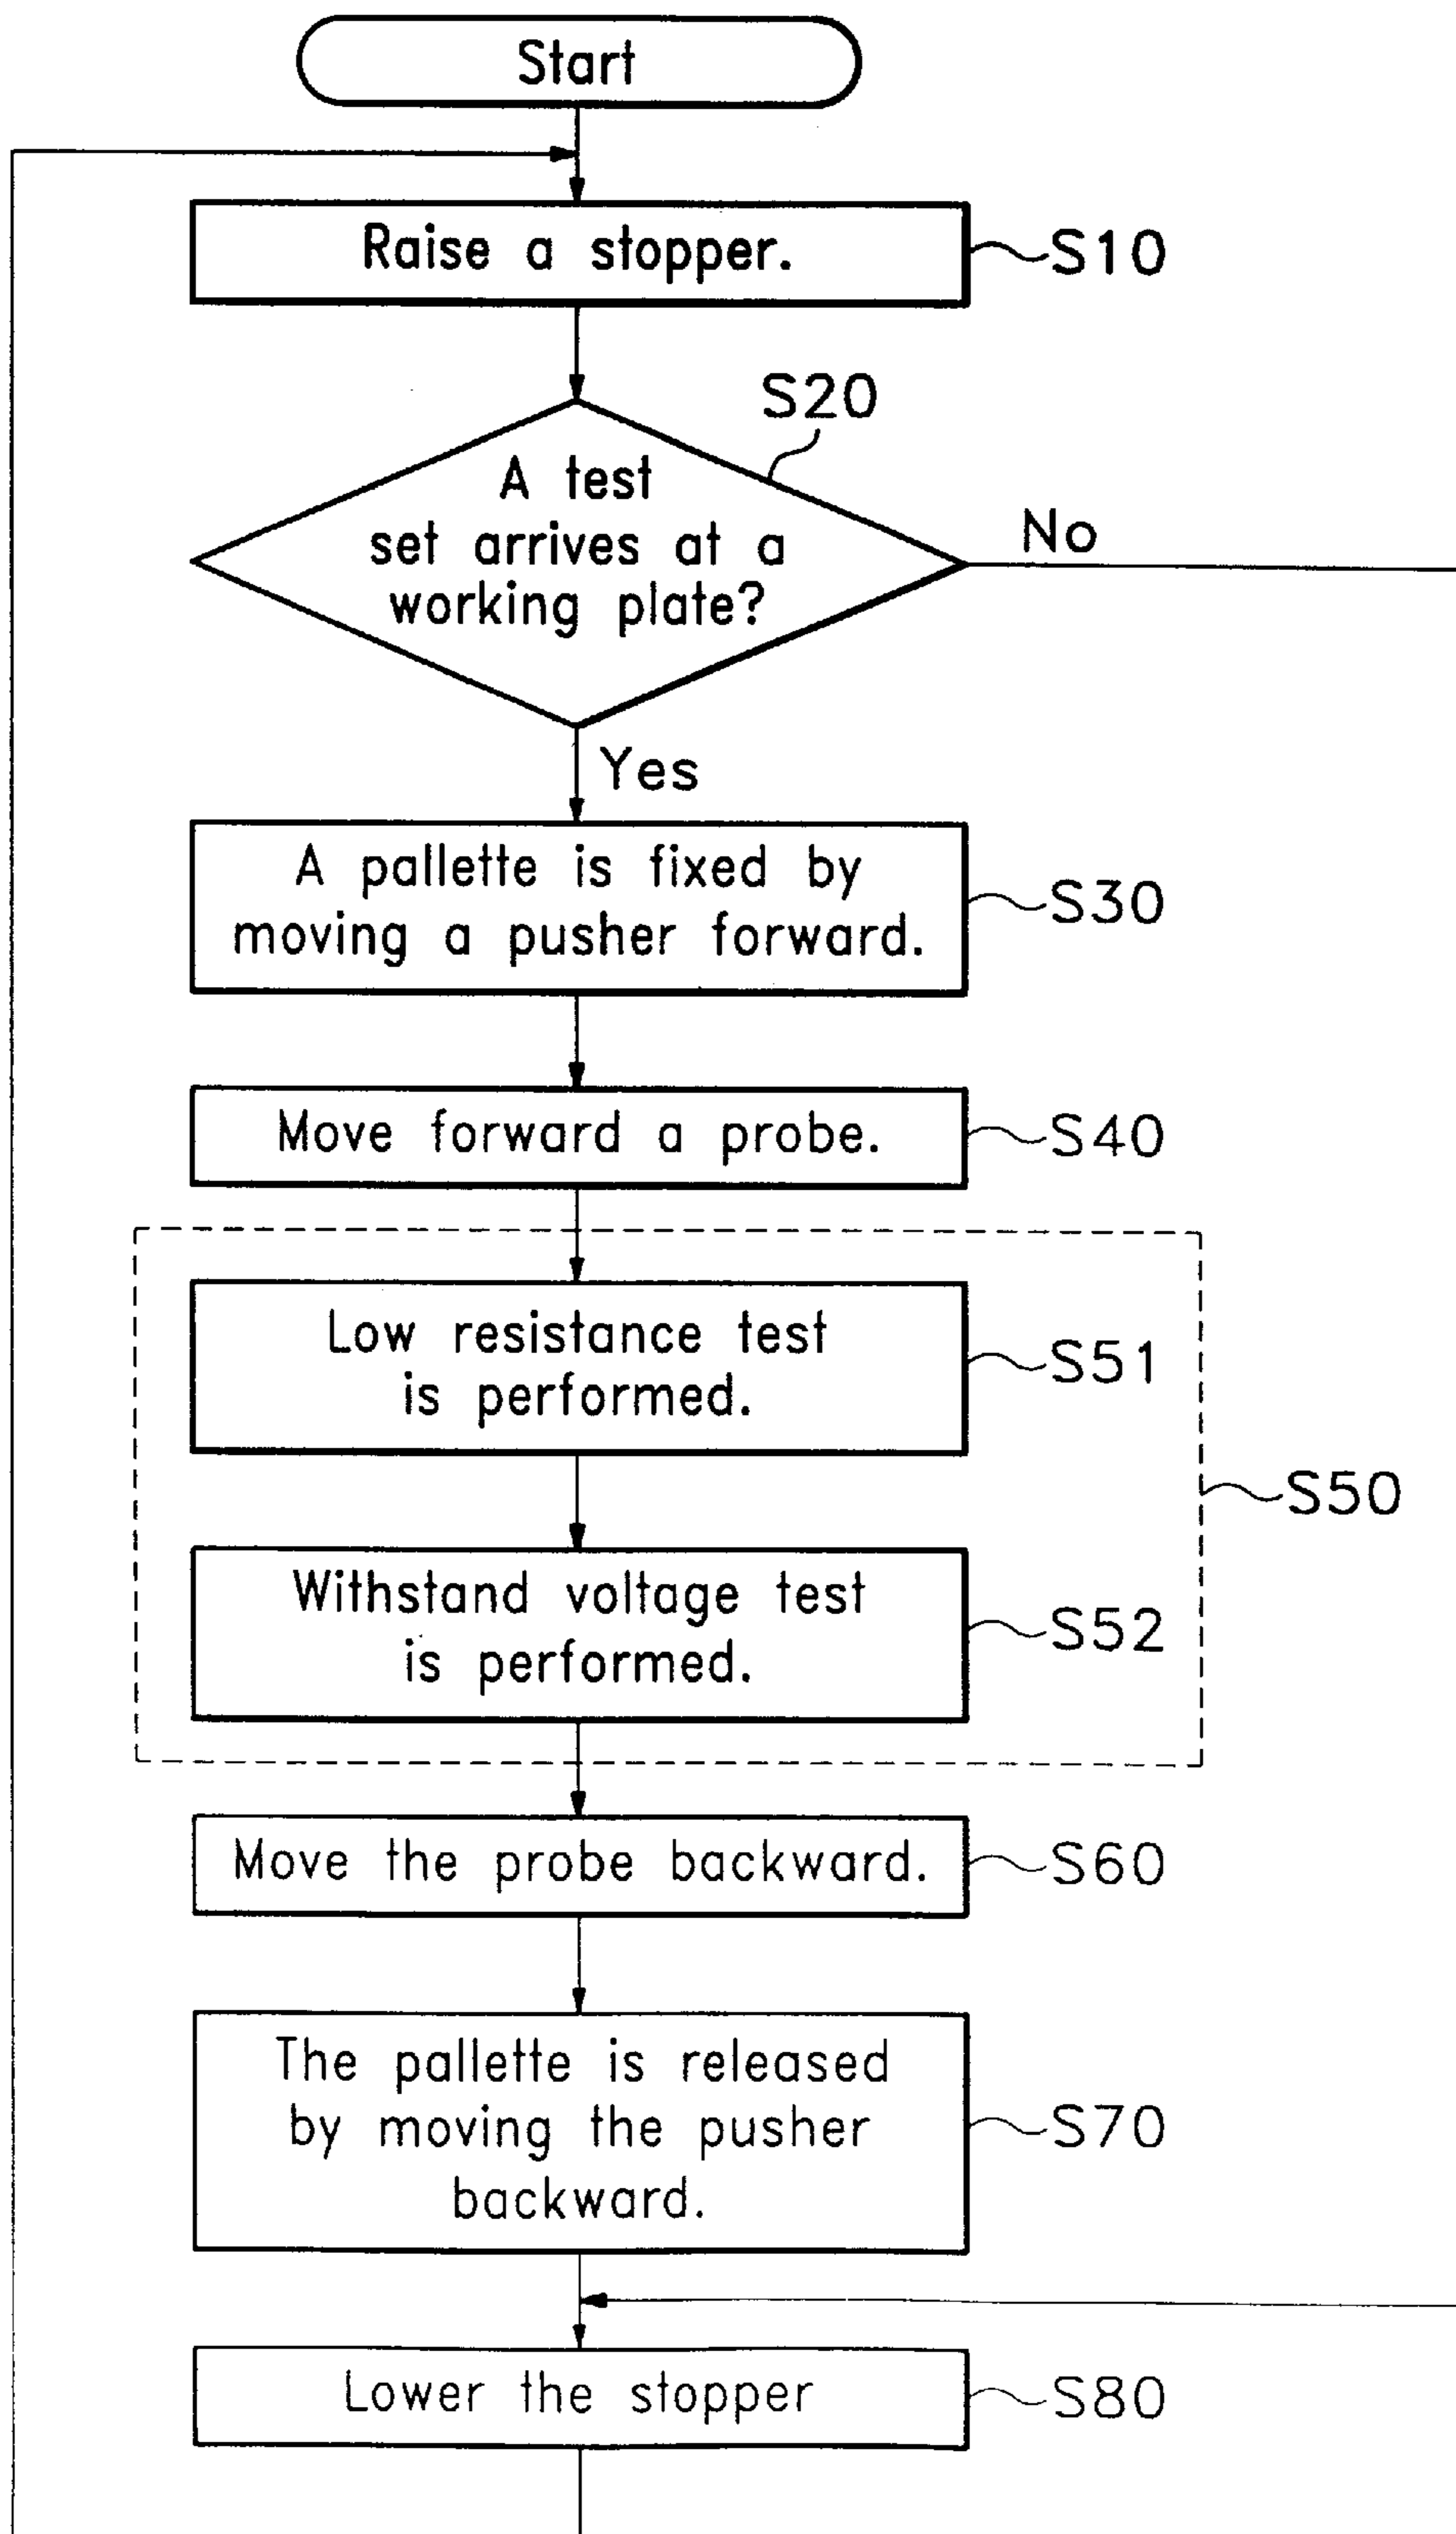 Start
Raise a stopper.
S10
S20
A test
set arrives at a
working plate?
No
Yes
A pallette is fixed by
moving a pusher forward.
S30
Move forward a probe.
S40
Low resistance test
is performed.
S51
S50
Withstand voltage test
is performed.
S52
Move the probe backward.
S60
The pallette is released
by moving the pusher
backward.
S70
Lower the stopper
S80